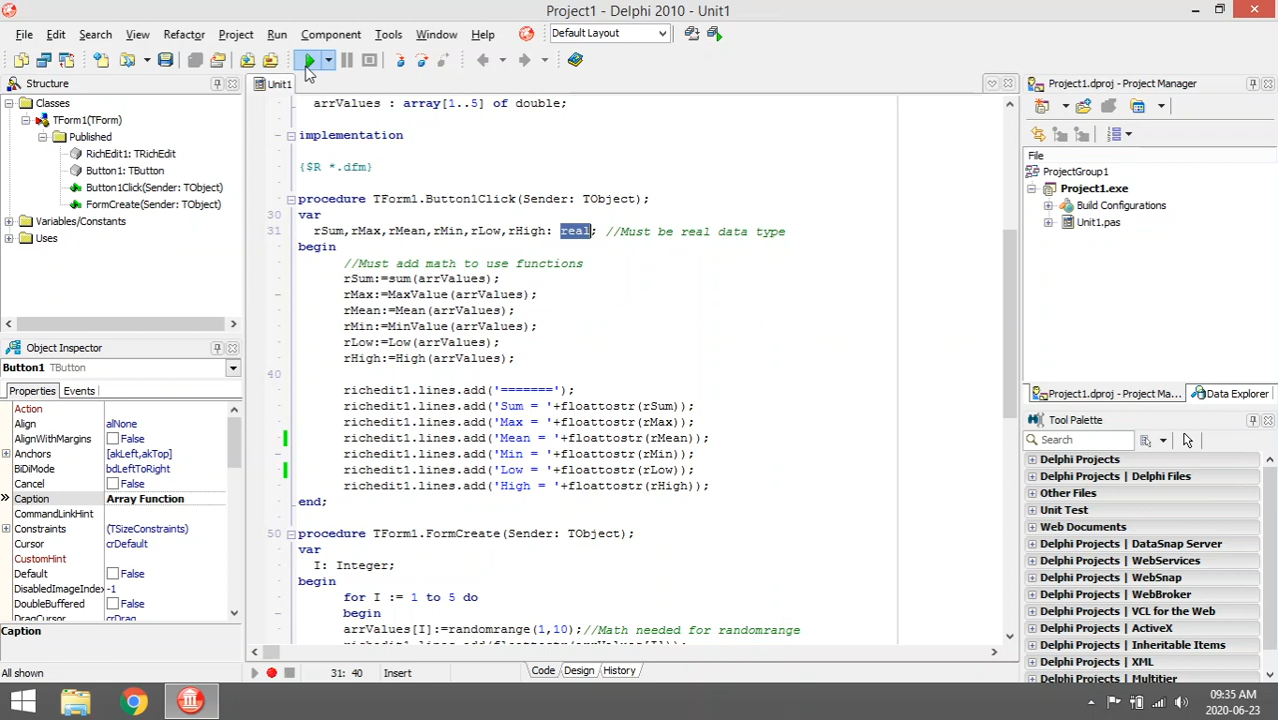 Project1 - Delphi 2010 - Unit1
File Edit Search View Refactor Project Run Component Tools Window Help
Default Layout
Structure
Classes
TForm1(TForm)
Published
RichEdit1: TRichEdit
Button1: TButton
Button1Click(Sender: TObject)
FormCreate(Sender: TObject)
Variables/Constants
Uses
Object Inspector
Button1 TButton
Properties Events
Action
Align alNone
AlignWithMargins False
Anchors [akLeft,akTop]
BiDiMode bdLeftToRight
Cancel False
Caption Array Function
CommandLinkHint
Constraints (TSizeConstraints)
Cursor crDefault
CustomHint
Default False
DisabledImageIndex -1
DoubleBuffered False
DragCursor crDrag
Caption
All shown
Unit1
arrValues : array[1..5] of double;
implementation
{$R *.dfm}
procedure TForm1.Button1Click(Sender: TObject);
30 var
31 rSum,rMax,rMean,rMin,rLow,rHigh: real; //Must be real data type
begin
//Must add math to use functions
rSum:=sum(arrValues);
rMax:=MaxValue(arrValues);
rMean:=Mean(arrValues);
rMin:=MinValue(arrValues);
rLow:=Low(arrValues);
rHigh:=High(arrValues);
40
richedit1.lines.add('=======');
richedit1.lines.add('Sum = '+floattostr(rSum));
richedit1.lines.add('Max = '+floattostr(rMax));
richedit1.lines.add('Mean = '+floattostr(rMean));
richedit1.lines.add('Min = '+floattostr(rMin));
richedit1.lines.add('Low = '+floattostr(rLow));
richedit1.lines.add('High = '+floattostr(rHigh));
end;
50 procedure TForm1.FormCreate(Sender: TObject);
var
I: Integer;
begin
for I := 1 to 5 do
begin
arrValues[I]:=randomrange(1,10);//Math needed for randomrange
richedit1.lines.add(floattostr(arrValues[I]));
31: 40 Insert Code Design History
Project1.dproj - Project Manager
File
ProjectGroup1
Project1.exe
Build Configurations
Unit1.pas
Project1.dproj - Project Ma... Data Explorer
Tool Palette
Search
Delphi Projects
Delphi Projects | Delphi Files
Other Files
Unit Test
Web Documents
Delphi Projects | DataSnap Server
Delphi Projects | WebServices
Delphi Projects | WebSnap
Delphi Projects | WebBroker
VCL for the Web
Delphi Projects | ActiveX
Delphi Projects | Inheritable Items
Delphi Projects | XML
Delphi Projects | Multitier
09:35 AM
2020-06-23